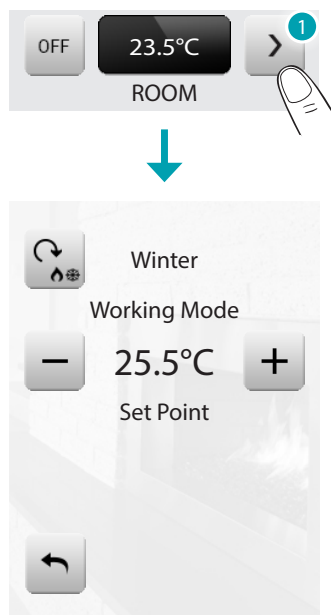 OFF 23.5°C > 1
ROOM
Winter
Working Mode
− 25.5°C +
Set Point